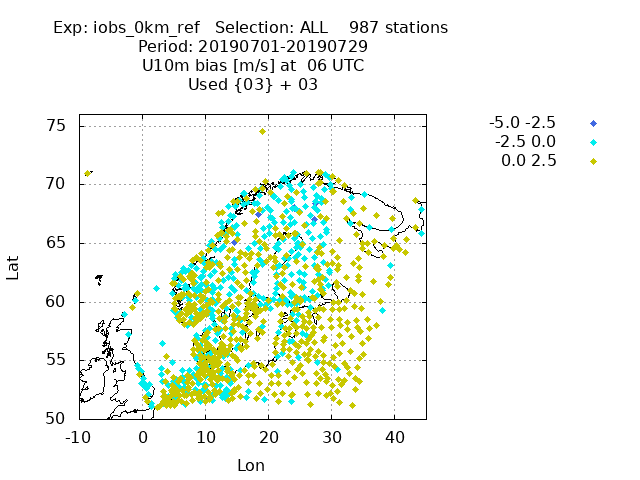 Exp: iobs_0km_ref   Selection: ALL    987 stations
Period: 20190701-20190729
U10m bias [m/s] at  06 UTC
Used {03} + 03
-5.0 -2.5
-2.5 0.0
0.0 2.5
75
70
65
60
55
50
Lat
-10 0 10 20 30 40
Lon